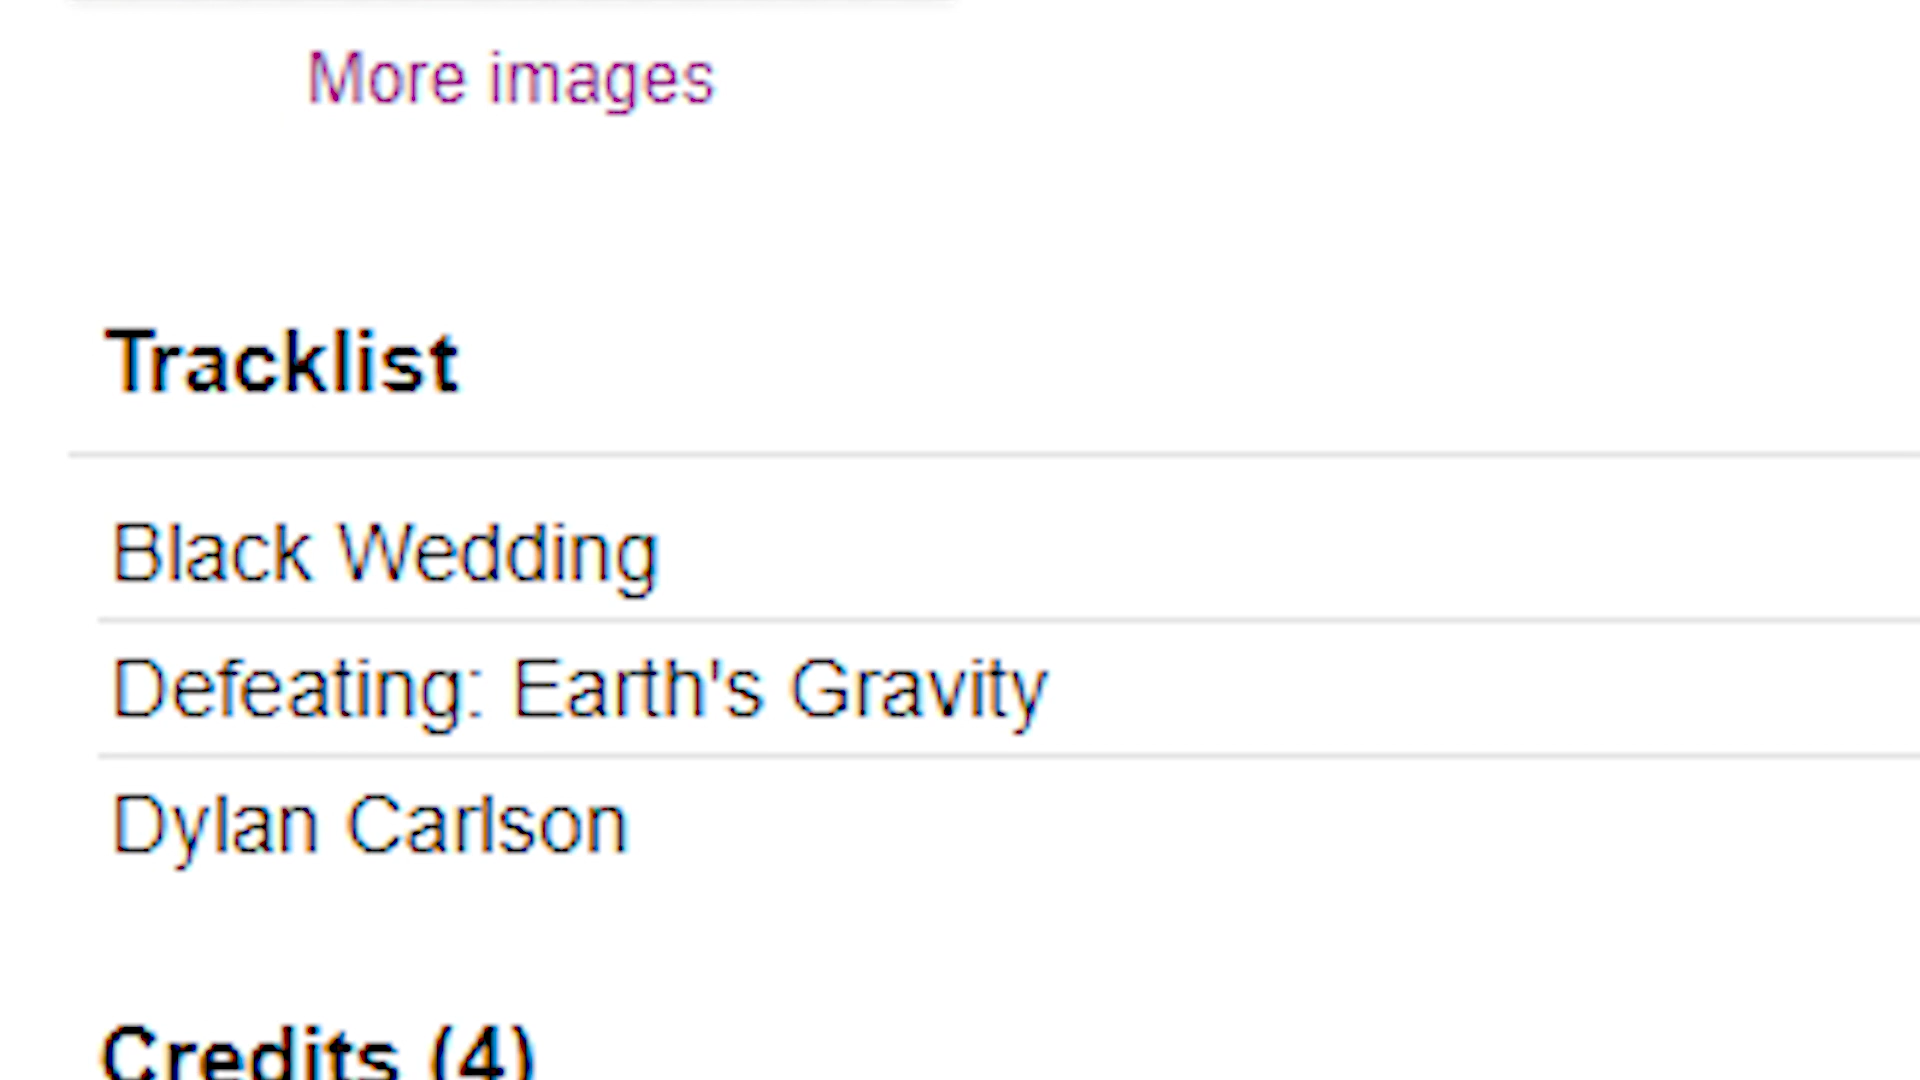 More images
Tracklist
Black Wedding
Defeating: Earth's Gravity
Dylan Carlson
Credits (4)